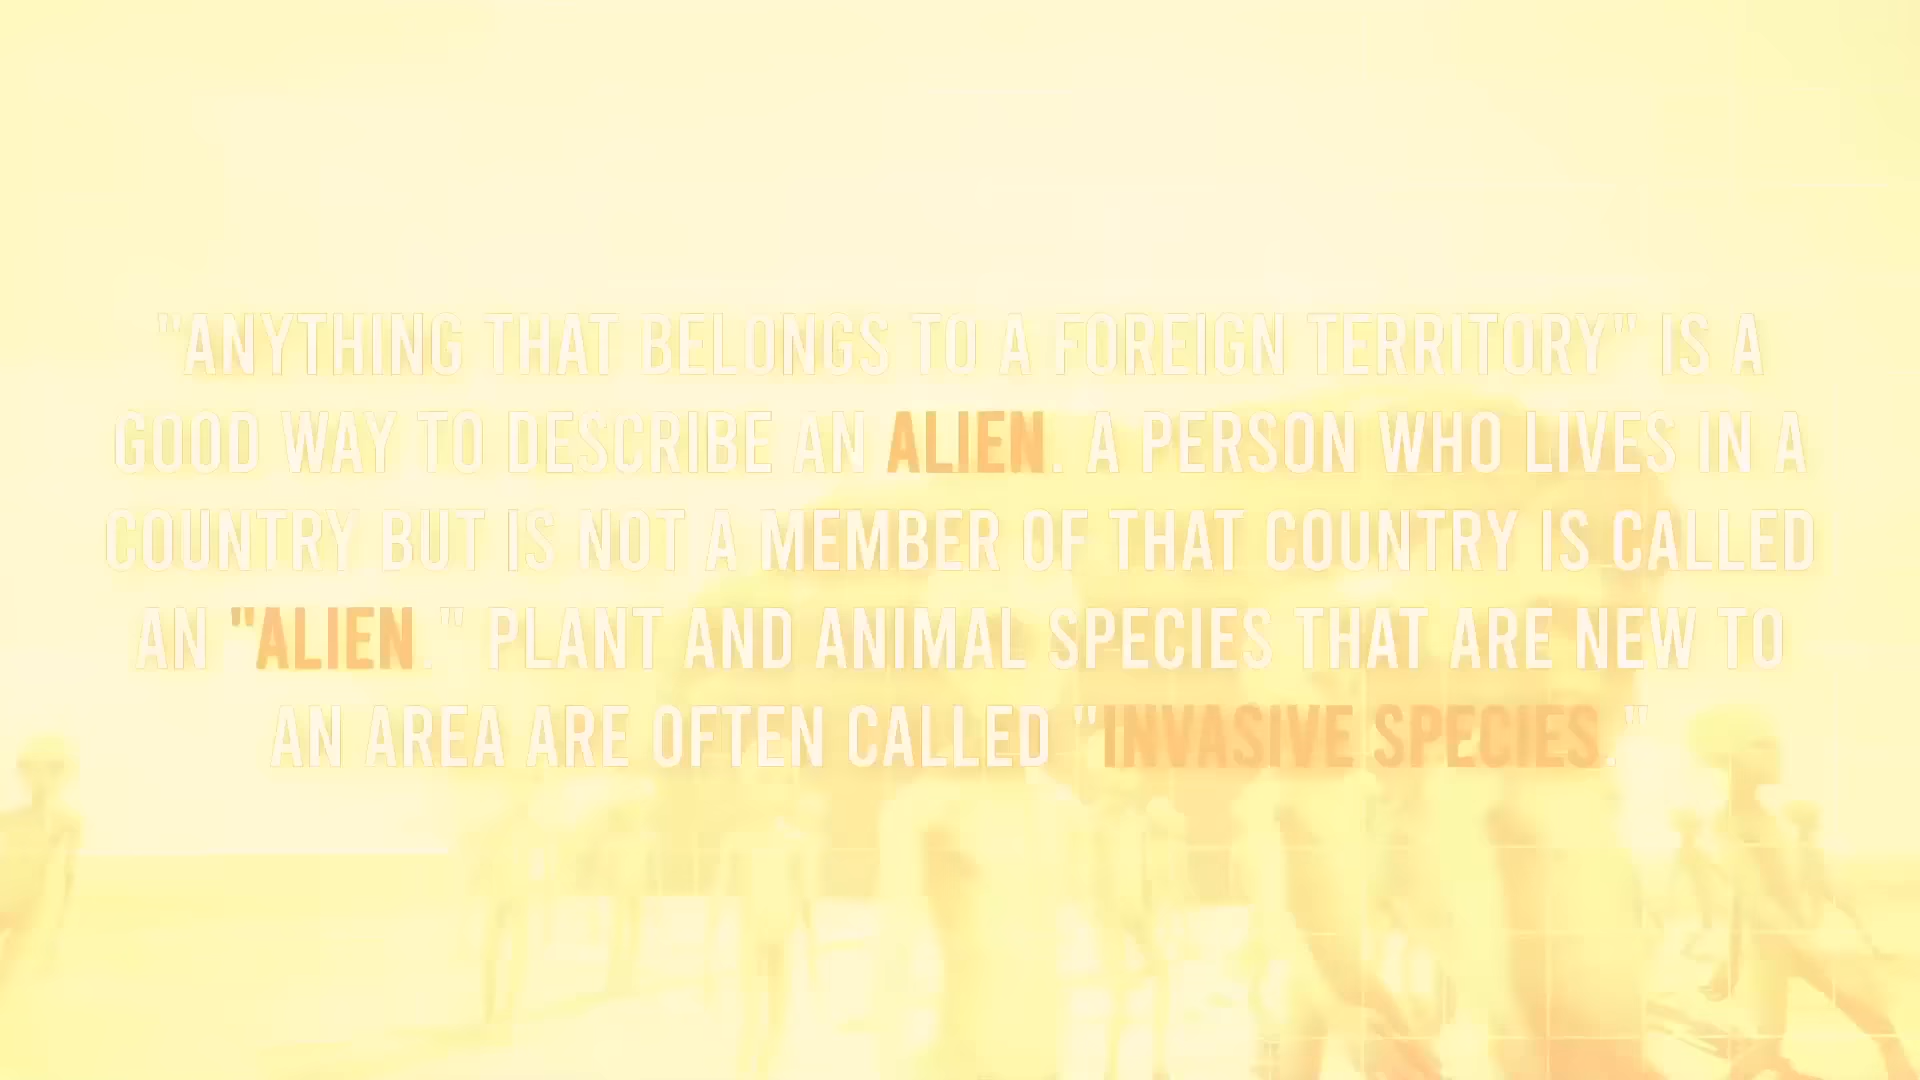 "ANYTHING THAT BELONGS TO A FOREIGN TERRITORY" IS A
GOOD WAY TO DESCRIBE AN ALIEN. A PERSON WHO LIVES IN A
COUNTRY BUT IS NOT A MEMBER OF THAT COUNTRY IS CALLED
AN "ALIEN." PLANT AND ANIMAL SPECIES THAT ARE NEW TO
AN AREA ARE OFTEN CALLED "INVASIVE SPECIES."